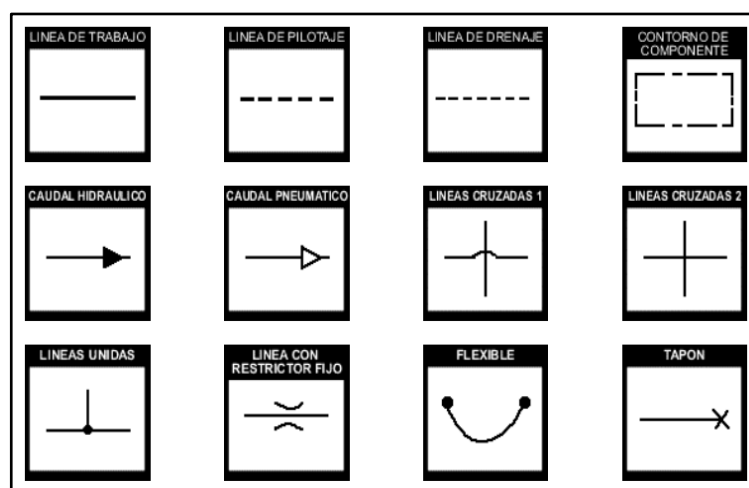 LINEA DE TRABAJO
LINEA DE PILOTAJE
LINEA DE DRENAJE
CONTORNO DE
COMPONENTE
CAUDAL HIDRAULICO
CAUDAL PNEUMATICO
LINEAS CRUZADAS 1
LINEAS CRUZADAS 2
LINEAS UNIDAS
LINEA CON
RESTRICTOR FIJO
FLEXIBLE
TAPON